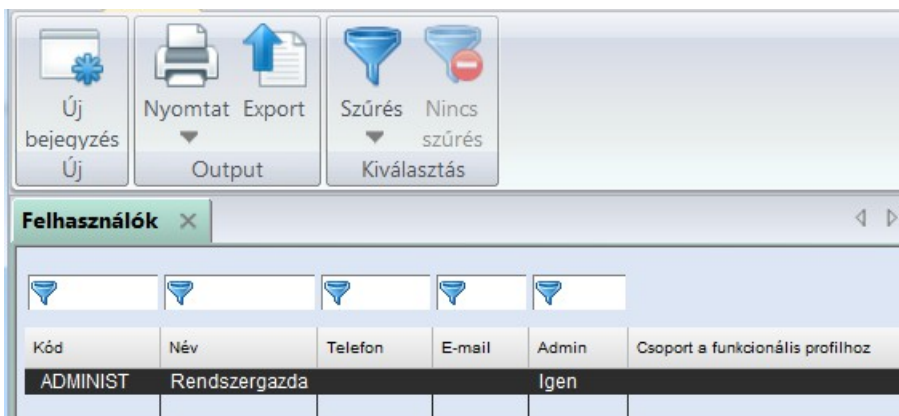 Új bejegyzés
Nyomtat Export
Szűrés Nincs szűrés
Új Output Kiválasztás
Felhasználók
Kód Név Telefon E-mail Admin Csoport a funkcionális profilhoz
ADMINIST Rendszergazda Igen